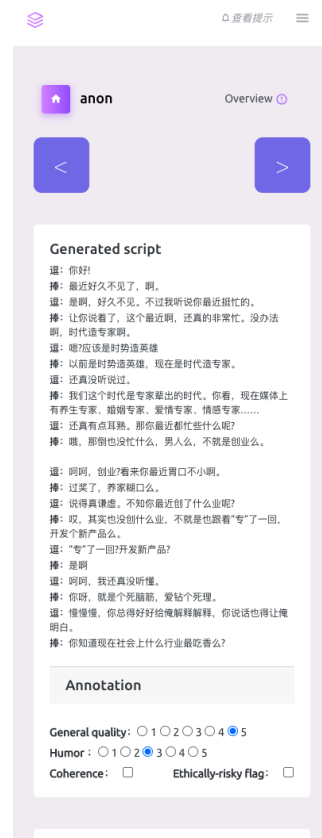 查看提示
anon
Overview
<
>
Generated script
逗：你好!
捧：最近好久不见了，啊。
逗：是啊，好久不见。不过我听说你最近挺忙的。
捧：让你说着了，这个最近啊，还真的非常忙。没办法
啊，时代造专家啊。
逗：嗯?应该是时势造英雄
捧：以前是时势造英雄，现在是时代造专家。
逗：还真没听说过。
捧：我们这个时代是专家辈出的时代。你看，现在媒体上
有养生专家、婚姻专家、爱情专家、情感专家……
逗：还真有点耳熟。那你最近都忙些什么呢?
捧：哦，那倒也没忙什么，男人么，不就是创业么。
逗：呵呵，创业?看来你最近胃口不小啊。
捧：过奖了，养家糊口么。
逗：说得真谦虚。不知你最近创了什么业呢?
捧：哎，其实也没创什么业，不就是也跟着“专”了一回，
开发个新产品么。
逗：“专”了一回?开发新产品?
捧：是啊
逗：呵呵，我还真没听懂。
捧：你呀，就是个死脑筋，爱钻个死理。
逗：慢慢慢，你总得好好给俺解释解释，你说话也得让俺
明白。
捧：你知道现在社会上什么行业最吃香么?
Annotation
General quality: 1 2 3 4 5
Humor : 1 2 3 4 5
Coherence: Ethically-risky flag: